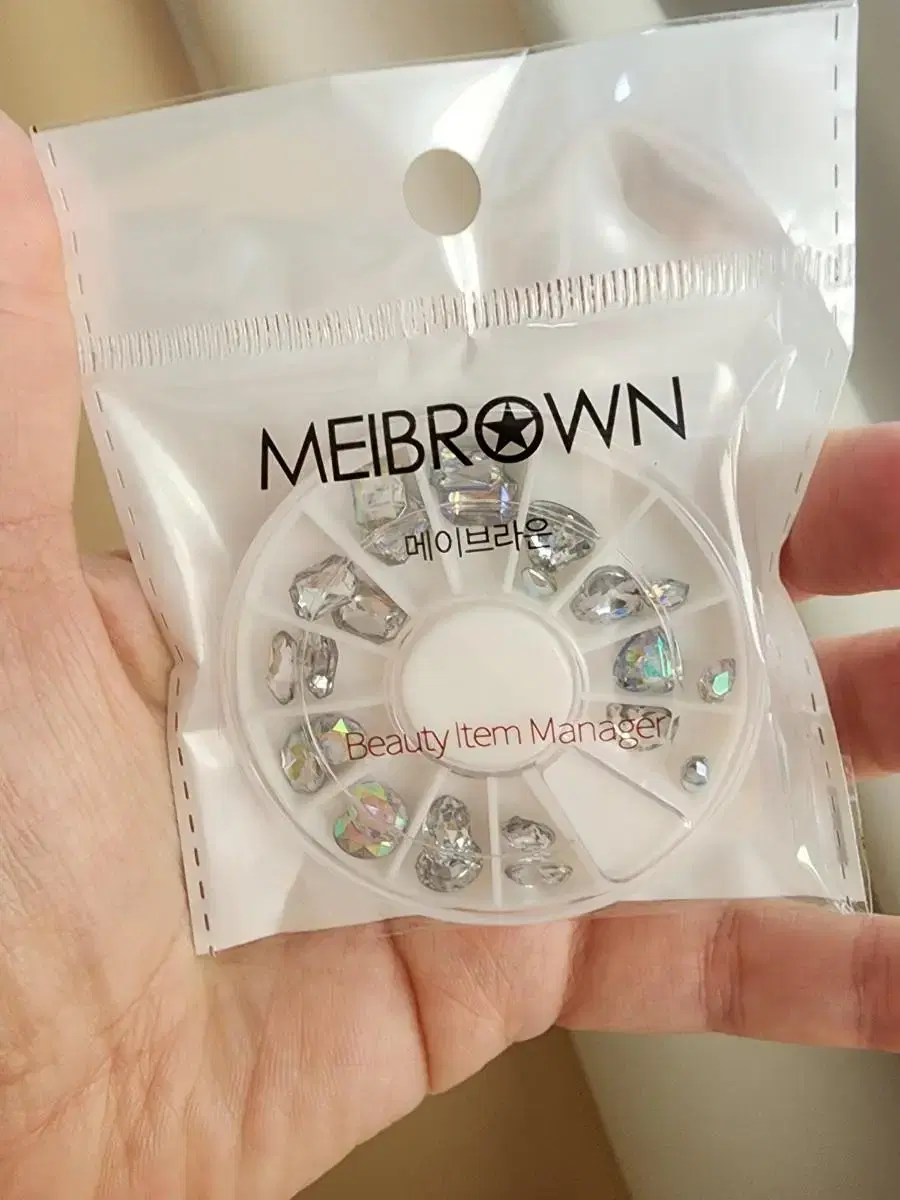 MEIBROWN
메이브라운
Beauty Item Manager